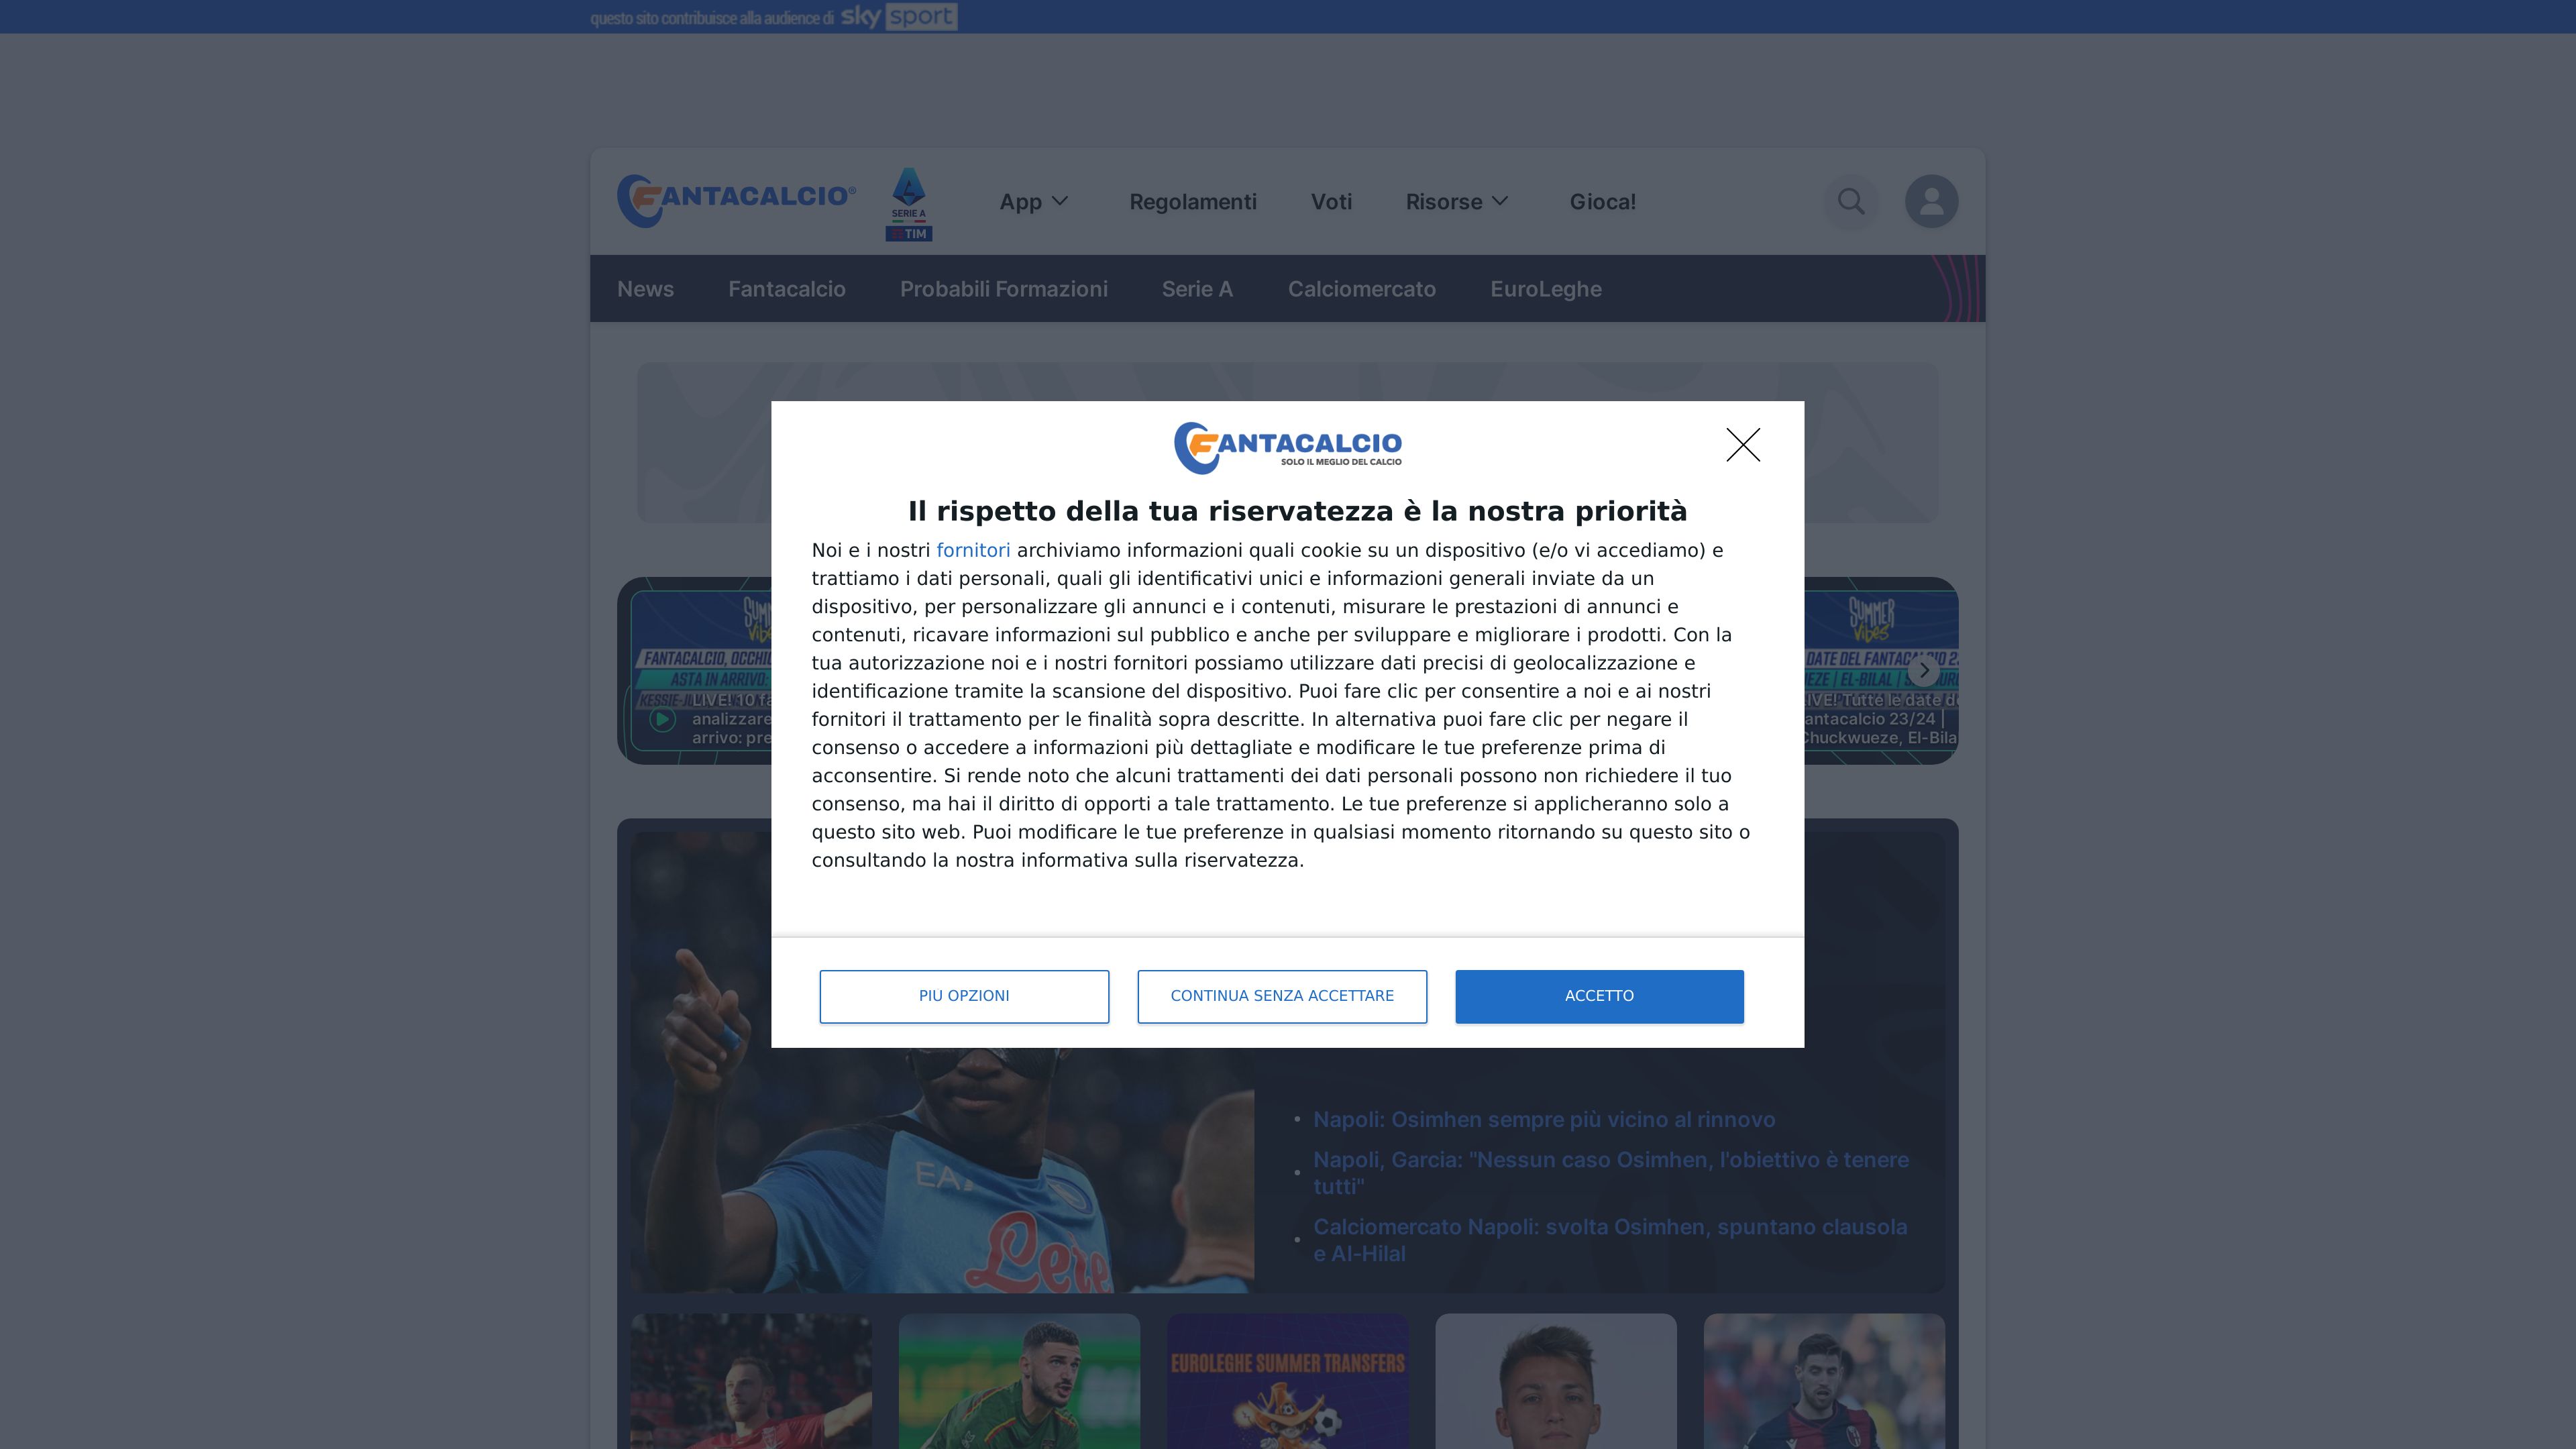 questo sito contribuisce alla audience di sky sport
FANTACALCIO®
SERIE A
TIM
App
Regolamenti
Voti
Risorse
Gioca!
News
Fantacalcio
Probabili Formazioni
Serie A
Calciomercato
EuroLeghe
FANTACALCIO
SOLO IL MEGLIO DEL CALCIO
Il rispetto della tua riservatezza è la nostra priorità
Noi e i nostri fornitori archiviamo informazioni quali cookie su un dispositivo (e/o vi accediamo) e
trattiamo i dati personali, quali gli identificativi unici e informazioni generali inviate da un
dispositivo, per personalizzare gli annunci e i contenuti, misurare le prestazioni di annunci e
contenuti, ricavare informazioni sul pubblico e anche per sviluppare e migliorare i prodotti. Con la
tua autorizzazione noi e i nostri fornitori possiamo utilizzare dati precisi di geolocalizzazione e
identificazione tramite la scansione del dispositivo. Puoi fare clic per consentire a noi e ai nostri
fornitori il trattamento per le finalità sopra descritte. In alternativa puoi fare clic per negare il
consenso o accedere a informazioni più dettagliate e modificare le tue preferenze prima di
acconsentire. Si rende noto che alcuni trattamenti dei dati personali possono non richiedere il tuo
consenso, ma hai il diritto di opporti a tale trattamento. Le tue preferenze si applicheranno solo a
questo sito web. Puoi modificare le tue preferenze in qualsiasi momento ritornando su questo sito o
consultando la nostra informativa sulla riservatezza.
PIU OPZIONI
CONTINUA SENZA ACCETTARE
ACCETTO
FANTACALCIO,
ASTA IN ARRIVO:
LIVE! 10
analizzare
arrivo:
SUMMER
Vibes
DATE DEL FANTACALCIO
EL-BILAL
LIVE! Tutte le date
antacalcio 23/24 |
Chuckwueze, El-Bila
EA7
Lete
Napoli: Osimhen sempre più vicino al rinnovo
Napoli, Garcia: "Nessun caso Osimhen, l'obiettivo è tenere
tutti"
Calciomercato Napoli: svolta Osimhen, spuntano clausola
e Al-Hilal
EUROLEGHE SUMMER TRANSFERS